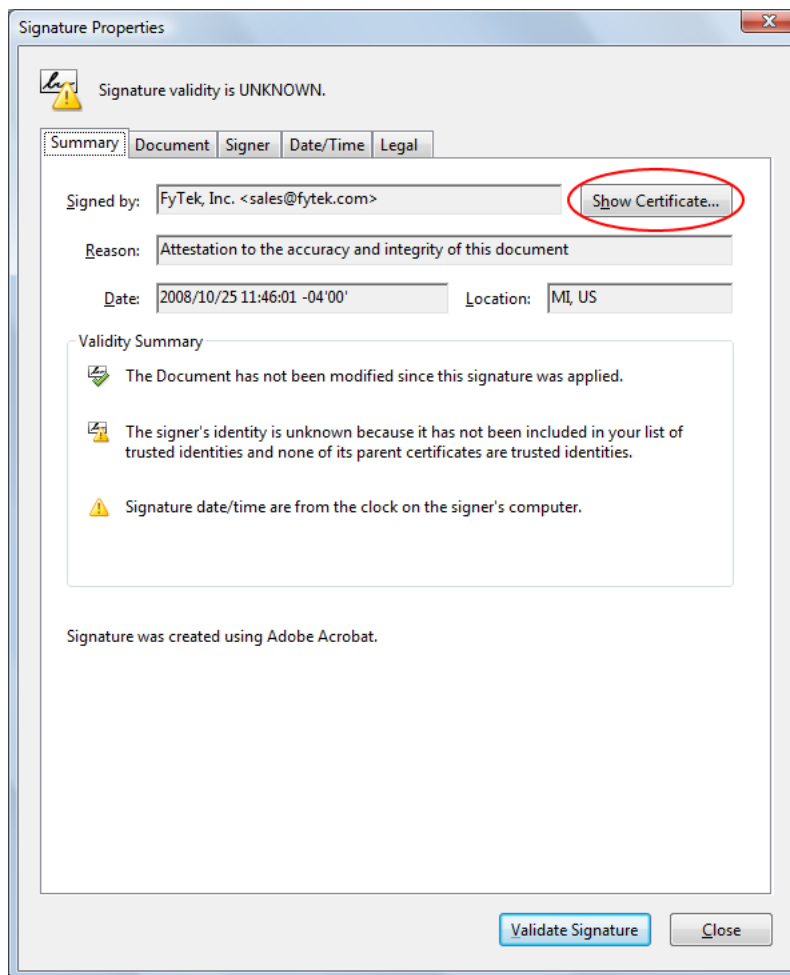 Signature Properties
Signature validity is UNKNOWN.
Summary Document Signer Date/Time Legal
Signed by: FyTek, Inc. <sales@fytek.com> Show Certificate...
Reason: Attestation to the accuracy and integrity of this document
Date: 2008/10/25 11:46:01 -04'00' Location: MI, US
Validity Summary
The Document has not been modified since this signature was applied.
The signer's identity is unknown because it has not been included in your list of
trusted identities and none of its parent certificates are trusted identities.
Signature date/time are from the clock on the signer's computer.
Signature was created using Adobe Acrobat.
Validate Signature Close